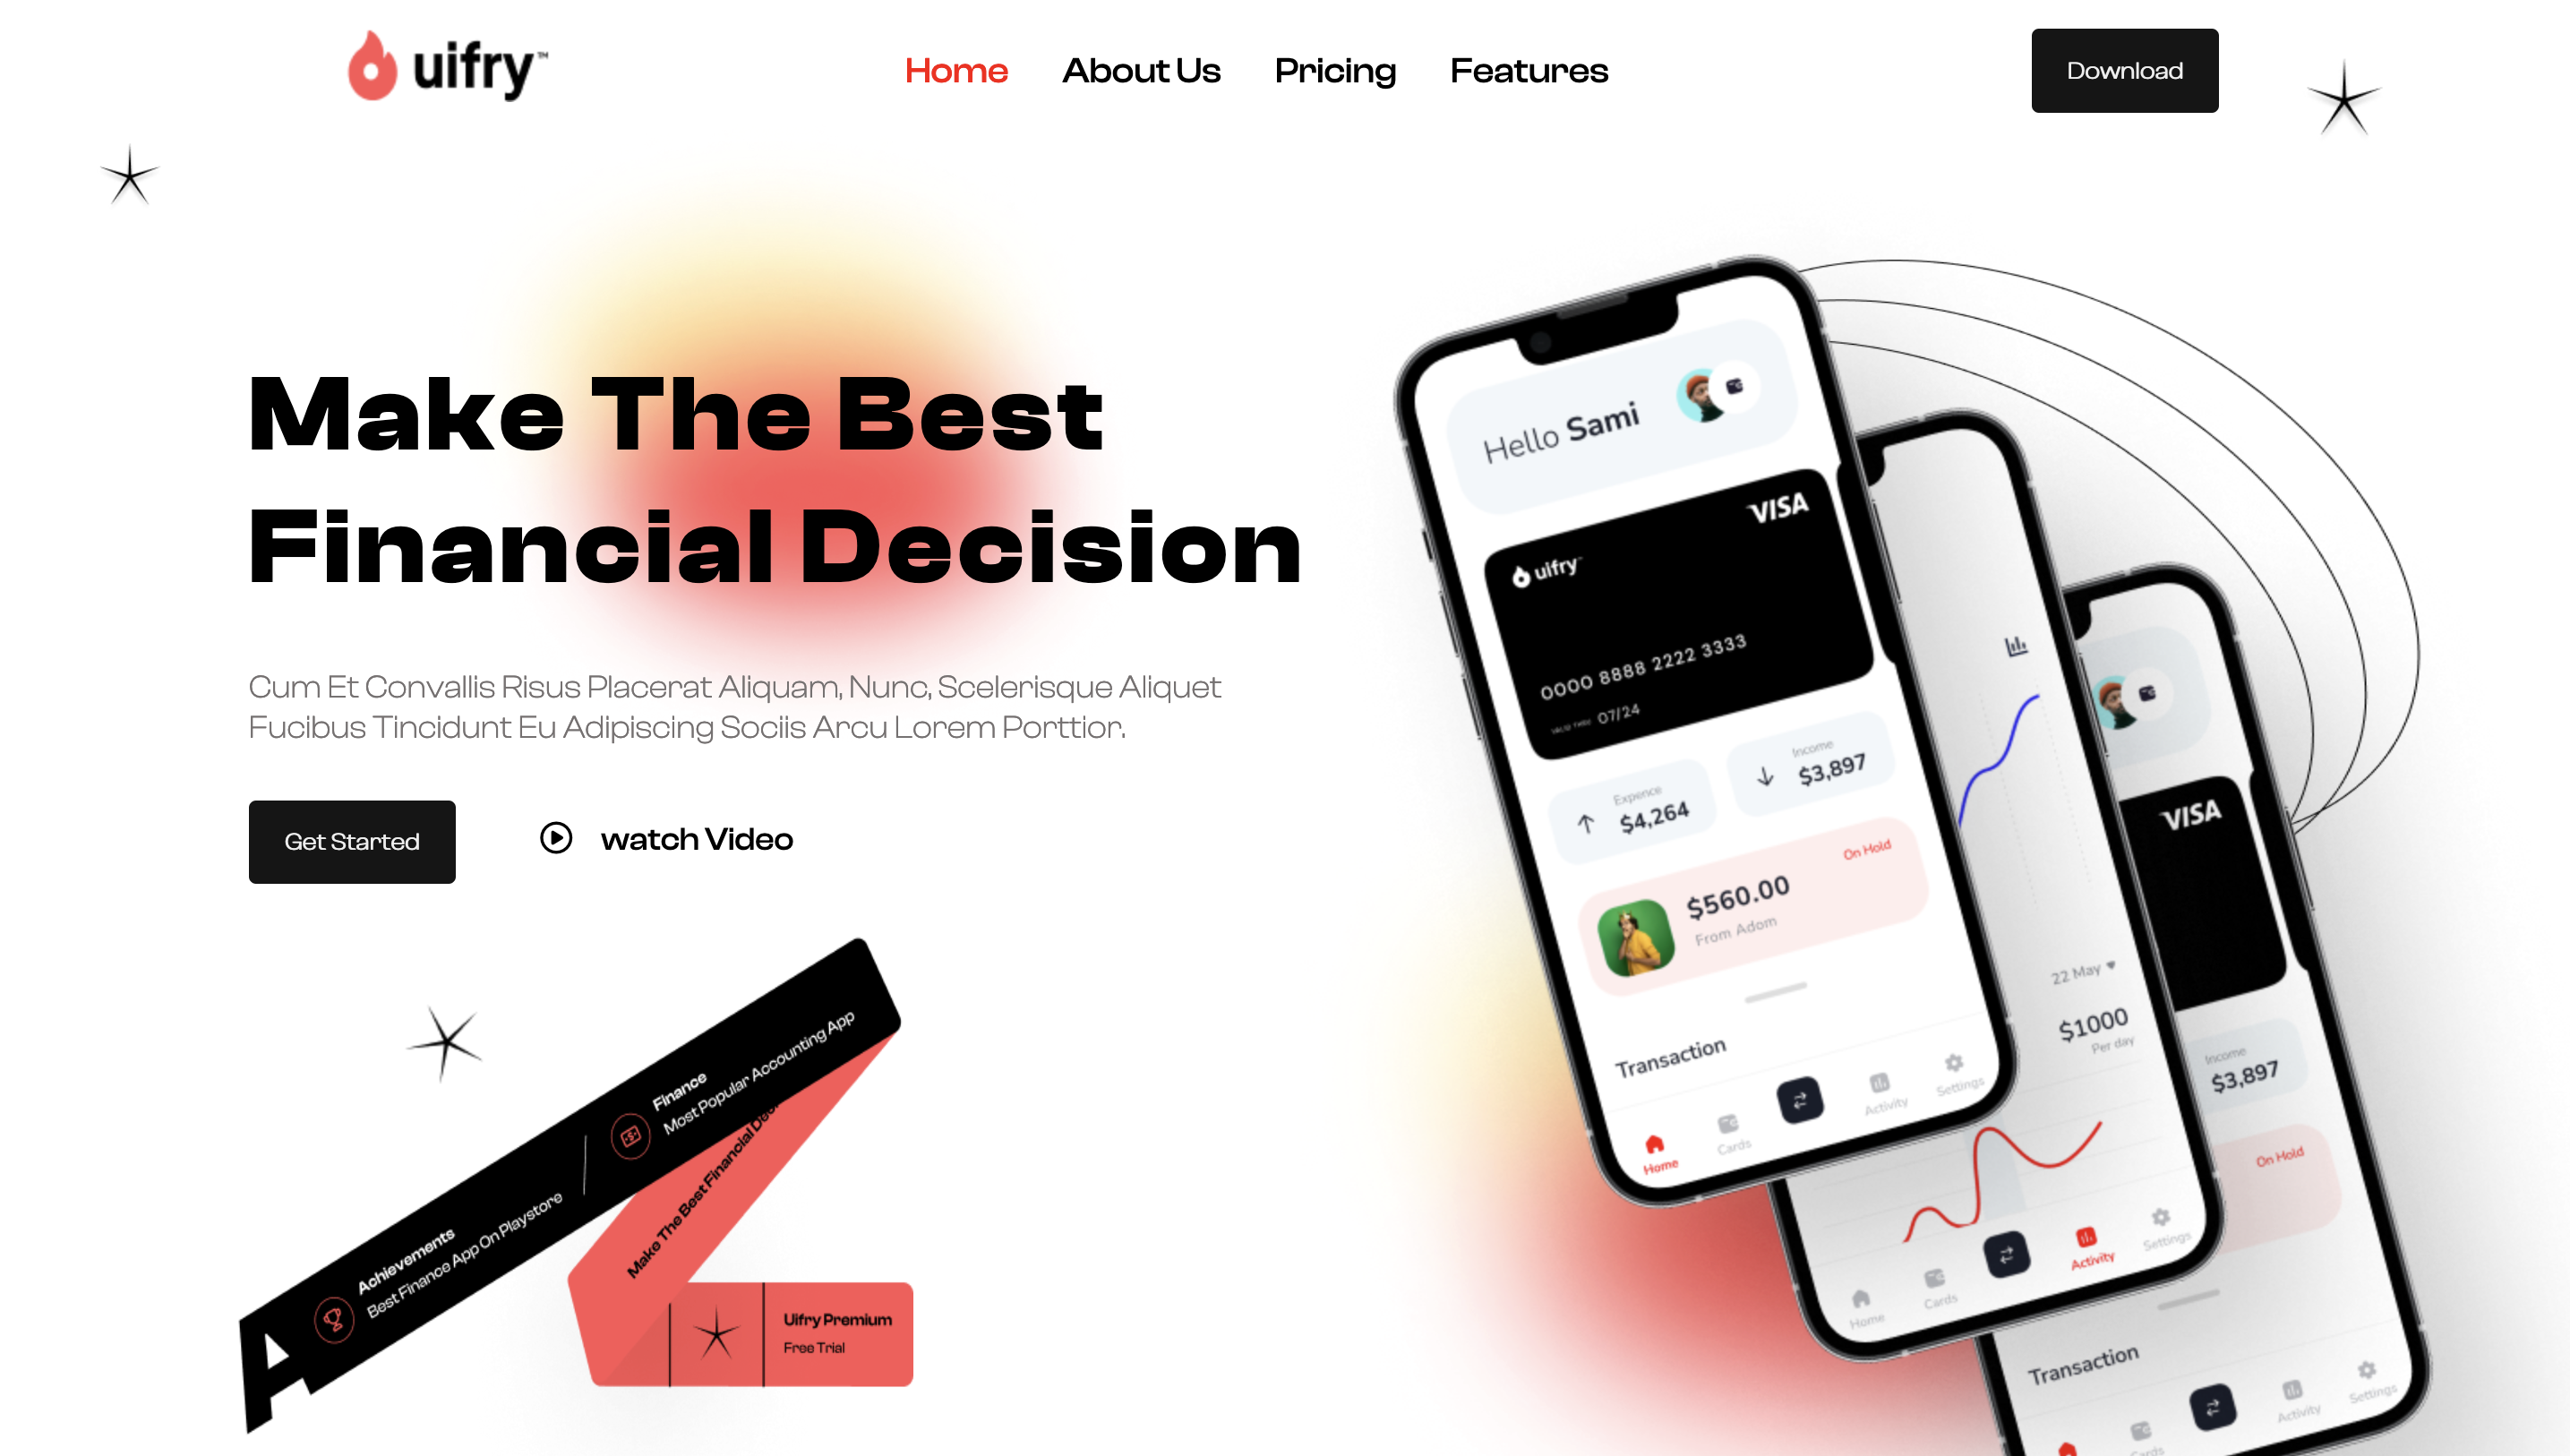 uifry™
Home
About Us
Pricing
Features
Download
Make The Best
Financial Decision
Cum Et Convallis Risus Placerat Aliquam, Nunc, Scelerisque Aliquet
Fucibus Tincidunt Eu Adipiscing Sociis Arcu Lorem Porttior.
Get Started
watch Video
Achievements
Best Finance App On Playstore
Finance
Most Popular Accounting App
Make The Best Financial
Uifry Premium
Free Trial
Hello Sami
VISA
uifry
0000 8888 2222 3333
VALID THRU 07/24
Expence
$4,264
Income
$3,897
On Hold
$560.00
From Adom
Transaction
Home
Cards
Activity
Settings
22 May
$1000
Per day
Home
Cards
Activity
Settings
VISA
Income
$3,897
On Hold
Transaction
Cards
Activity
Settings